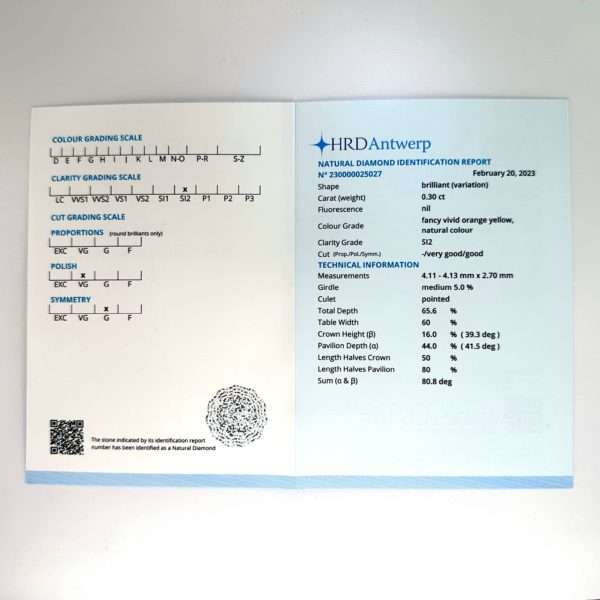 COLOUR GRADING SCALE
D E F G H I J K L M N-O P-R S-Z
CLARITY GRADING SCALE
x
LC VVS1 VVS2 VS1 VS2 SI1 SI2 P1 P2 P3
CUT GRADING SCALE
PROPORTIONS (round brilliants only)
EXC VG G F
POLISH
x
EXC VG G F
SYMMETRY
x
EXC VG G F
The stone indicated by its identification report
number has been identified as a Natural Diamond
HRDAntwerp
NATURAL DIAMOND IDENTIFICATION REPORT
N° 230000025027 February 20, 2023
Shape brilliant (variation)
Carat (weight) 0.30 ct
Fluorescence nil
Colour Grade fancy vivid orange yellow,
natural colour
Clarity Grade SI2
Cut (Prop./Pol./Symm.) -/very good/good
TECHNICAL INFORMATION
Measurements 4.11 - 4.13 mm x 2.70 mm
Girdle medium 5.0 %
Culet pointed
Total Depth 65.6 %
Table Width 60 %
Crown Height (β) 16.0 % ( 39.3 deg )
Pavilion Depth (α) 44.0 % ( 41.5 deg )
Length Halves Crown 50 %
Length Halves Pavilion 80 %
Sum (α & β) 80.8 deg